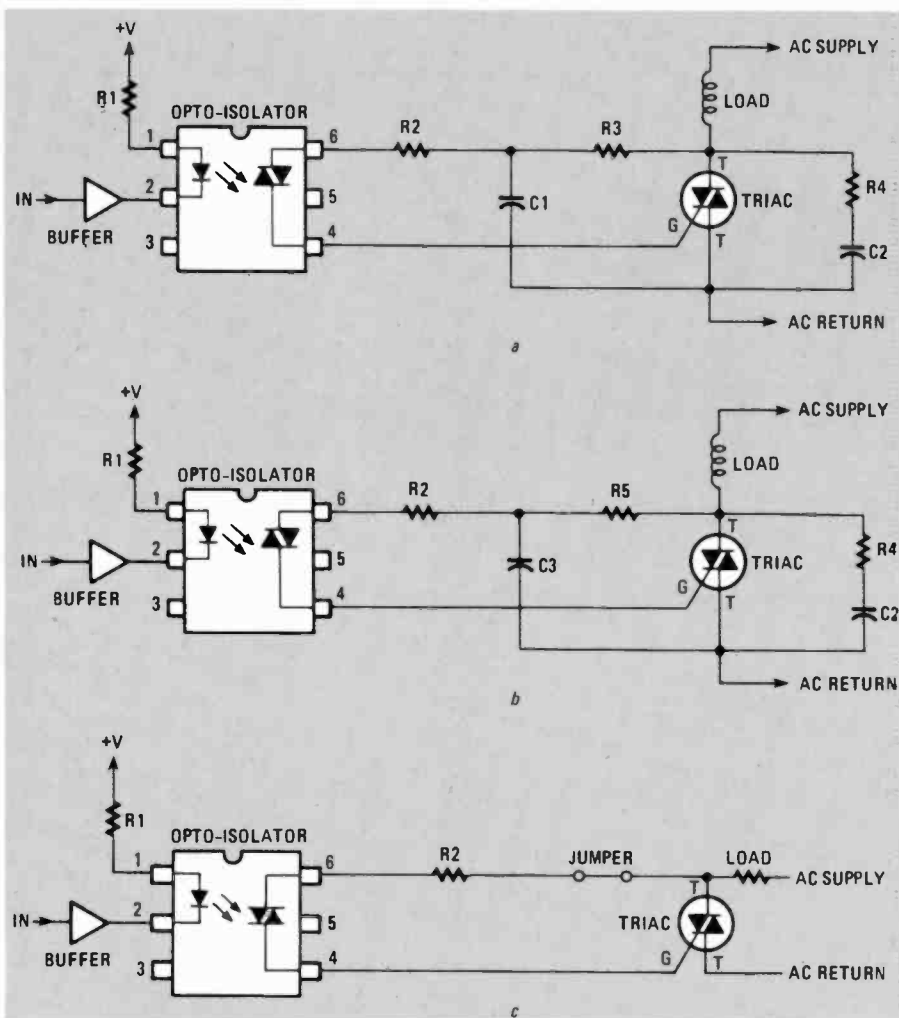 +V
R1
OPTO-ISOLATOR
1
6
R2
R3
LOAD
AC SUPPLY
IN
2
5
C1
T
TRIAC
R4
BUFFER
3
4
G
T
C2
AC RETURN
a
+V
R1
OPTO-ISOLATOR
1
6
R2
R5
LOAD
AC SUPPLY
IN
2
5
C3
T
TRIAC
R4
BUFFER
3
4
G
T
C2
AC RETURN
b
+V
R1
OPTO-ISOLATOR
1
6
R2
JUMPER
LOAD
AC SUPPLY
IN
2
5
T
TRIAC
BUFFER
3
4
G
T
AC RETURN
c